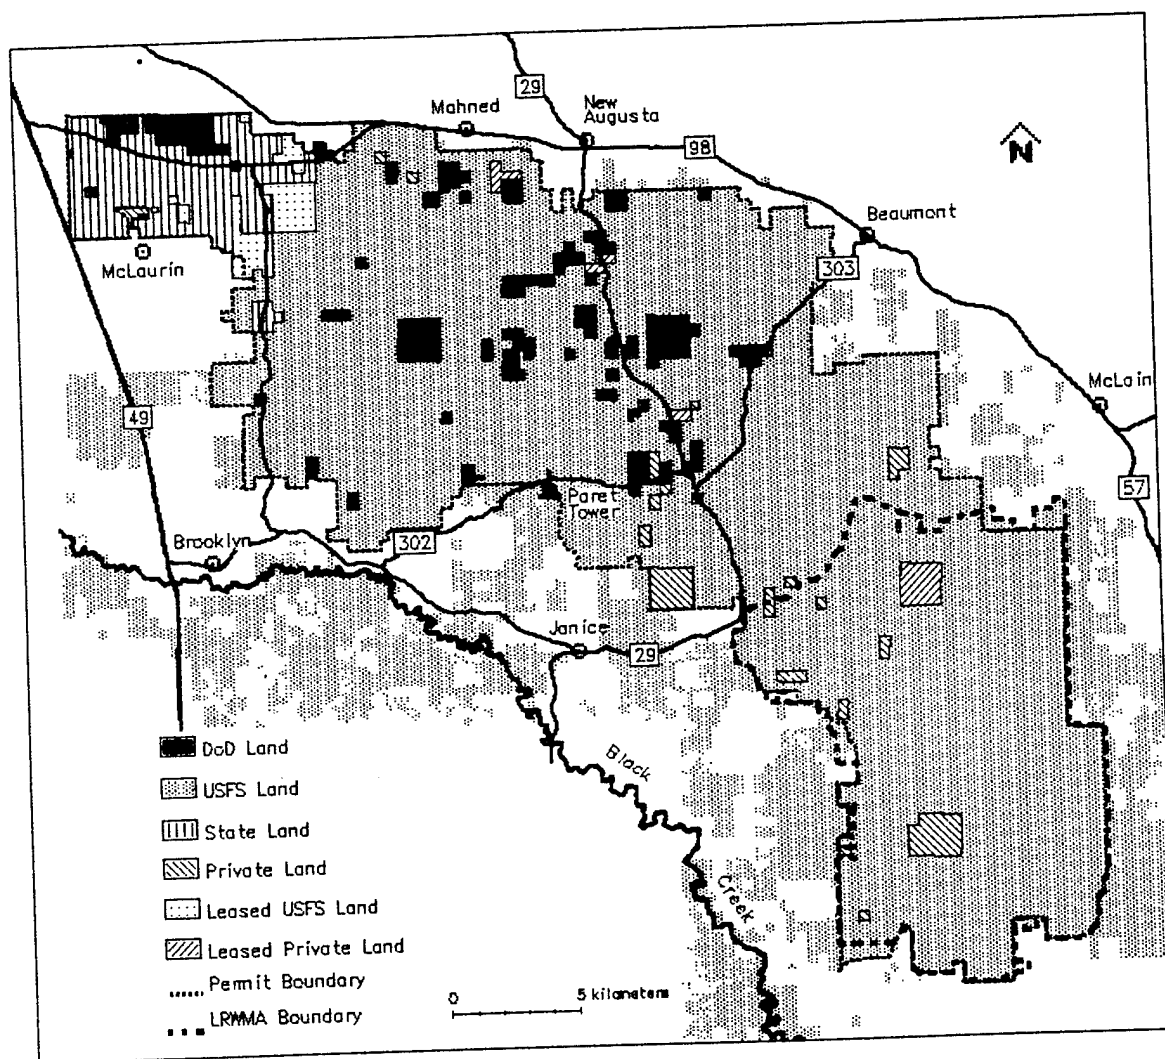 29
Mahned
New
Augusta
98
N
Beaumont
McLaurin
303
49
McLain
57
Paret
Tower
Brooklyn
302
Janice
29
DoD Land
USFS Land
State Land
Private Land
Leased USFS Land
Leased Private Land
Permit Boundary
LRWMA Boundary
Black
Creek
0
5 kilometers